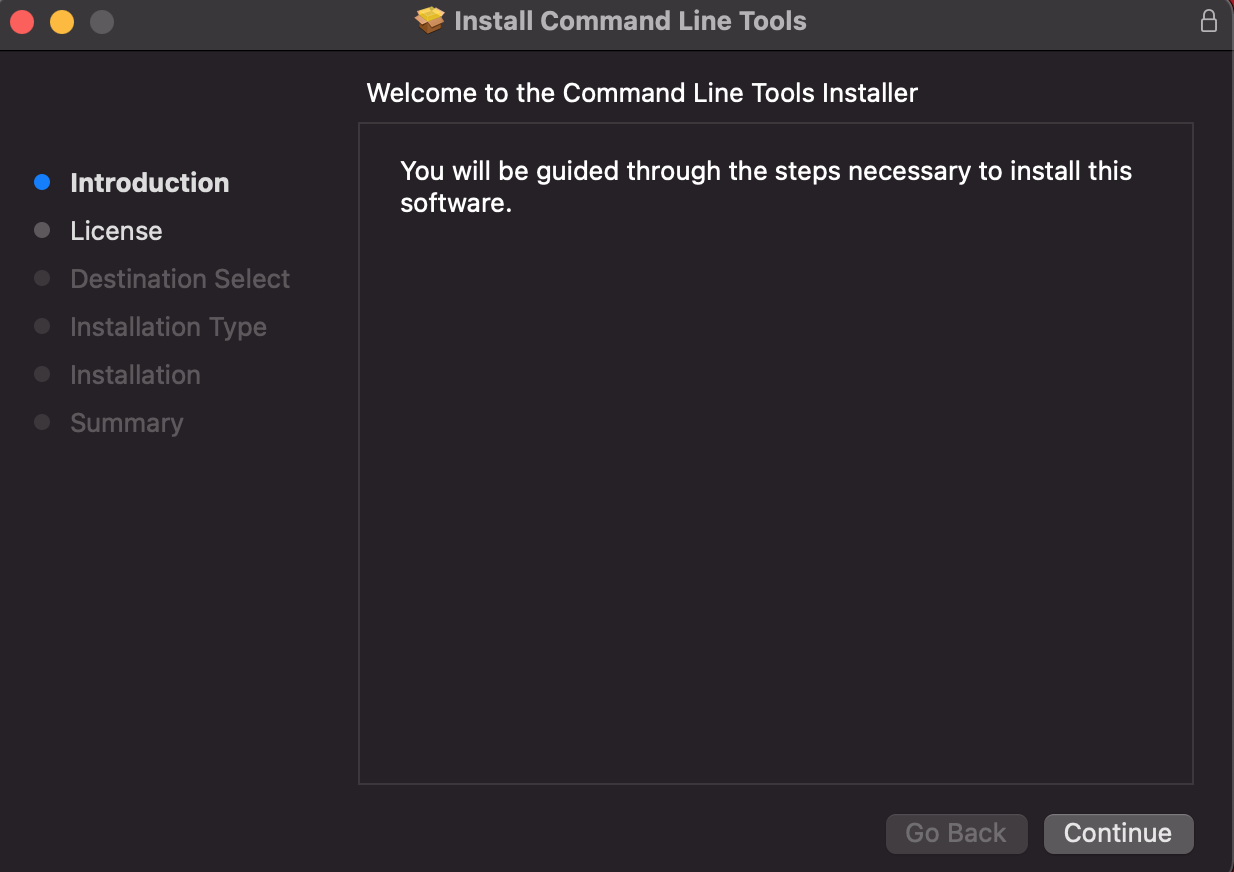 Install Command Line Tools
Welcome to the Command Line Tools Installer
Introduction
License
Destination Select
Installation Type
Installation
Summary
You will be guided through the steps necessary to install this
software.
Go Back
Continue